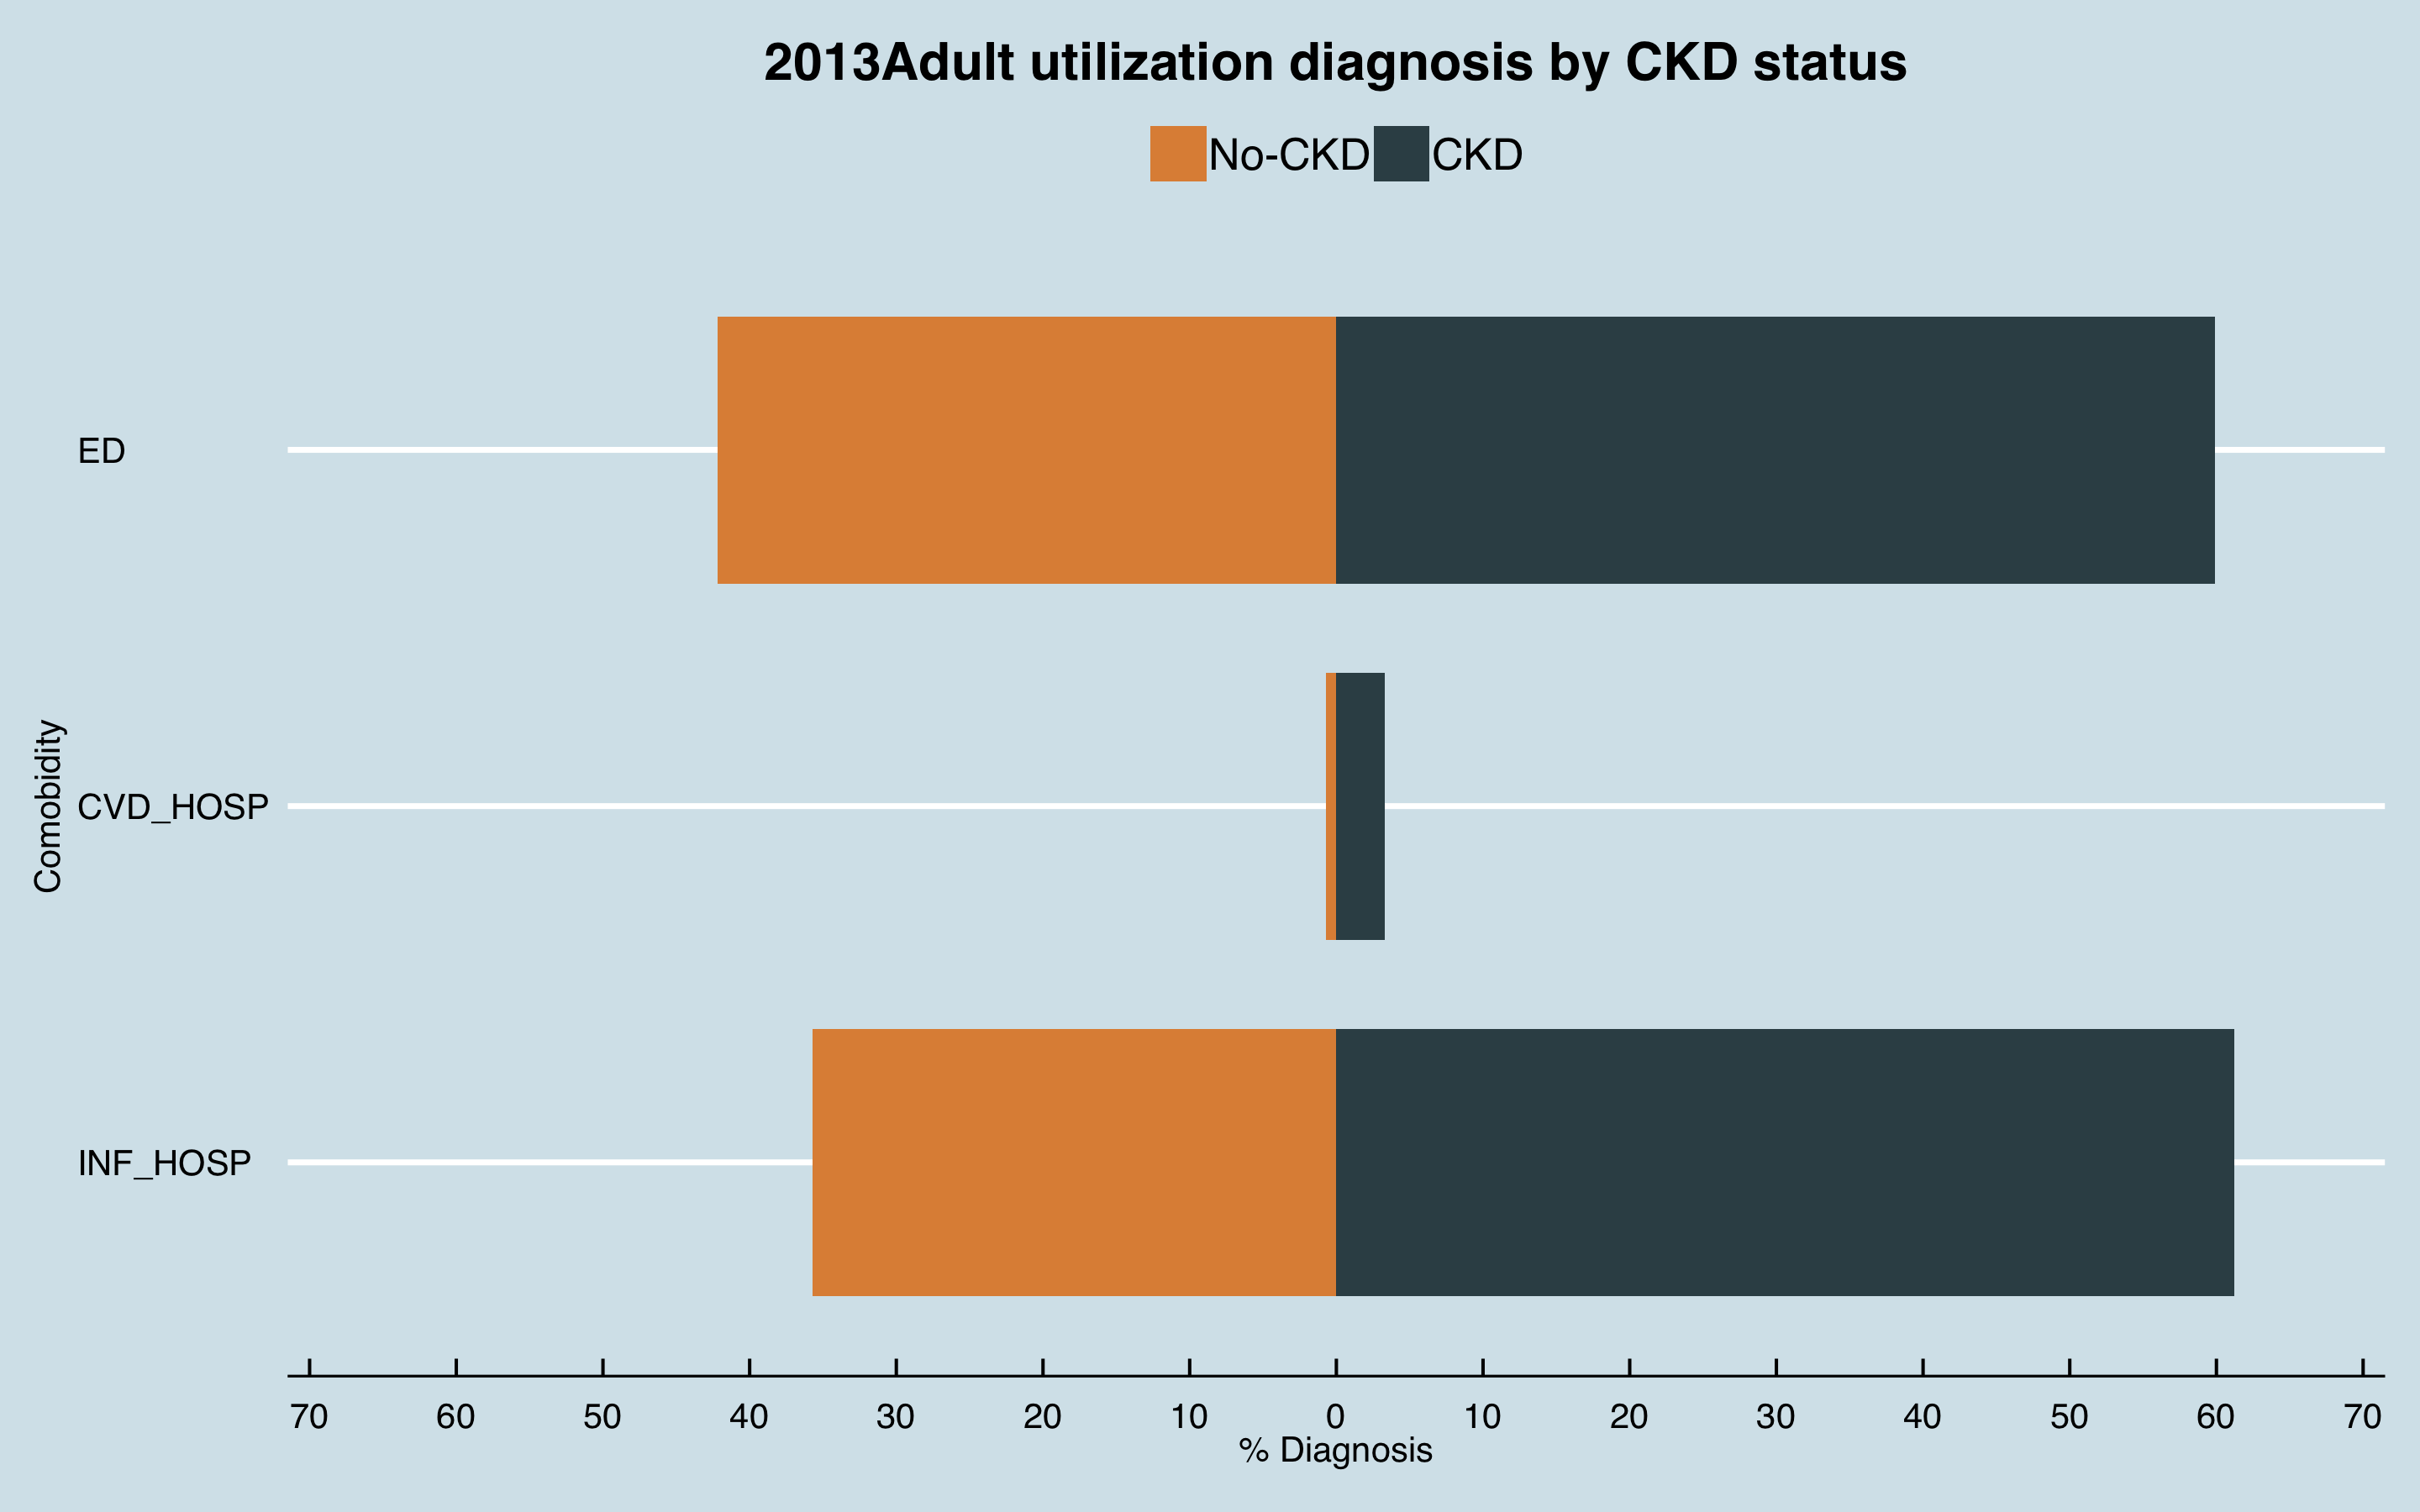 2013Adult utilization diagnosis by CKD status
No-CKD CKD
ED
Comobidity
CVD_HOSP
INF_HOSP
70 60 50 40 30 20 10 0 10 20 30 40 50 60 70
% Diagnosis